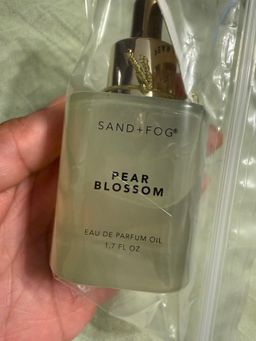 SAND+FOG®
PEAR
BLOSSOM
EAU DE PARFUM OIL
1.7 FL OZ